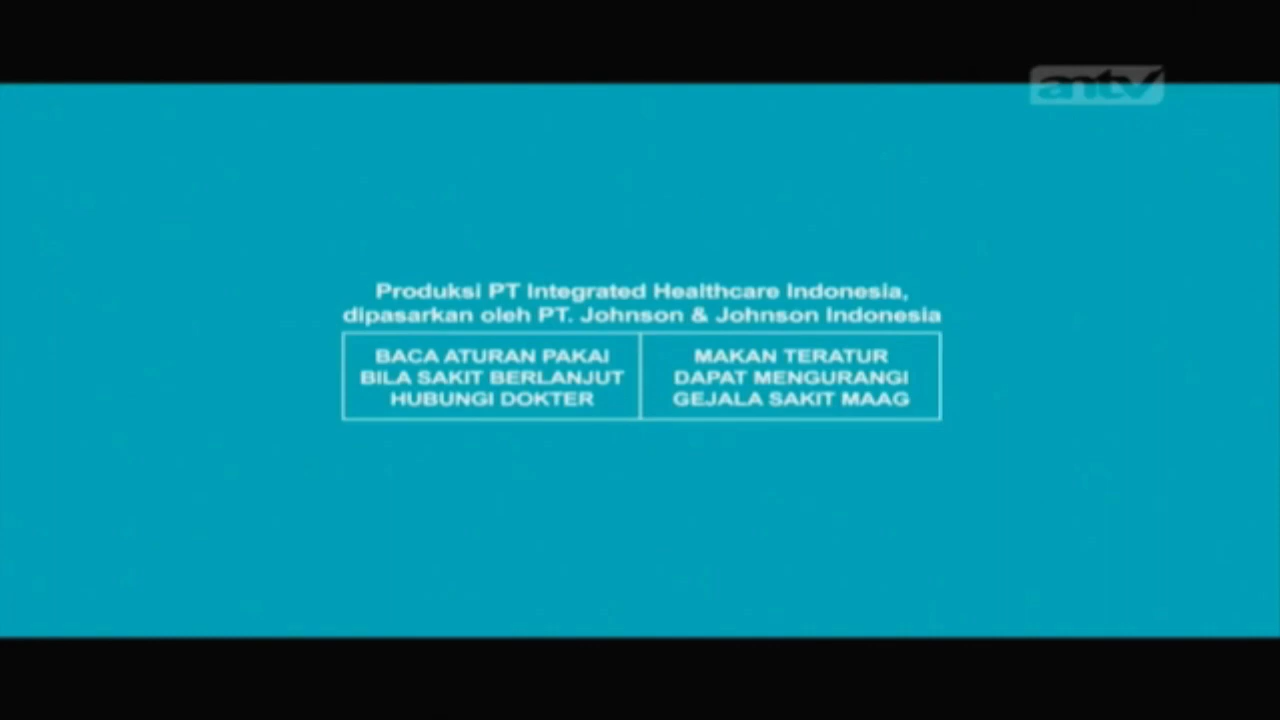 antv
Produksi PT Integrated Healthcare Indonesia,
dipasarkan oleh PT. Johnson & Johnson Indonesia
BACA ATURAN PAKAI
BILA SAKIT BERLANJUT
HUBUNGI DOKTER
MAKAN TERATUR
DAPAT MENGURANGI
GEJALA SAKIT MAAG